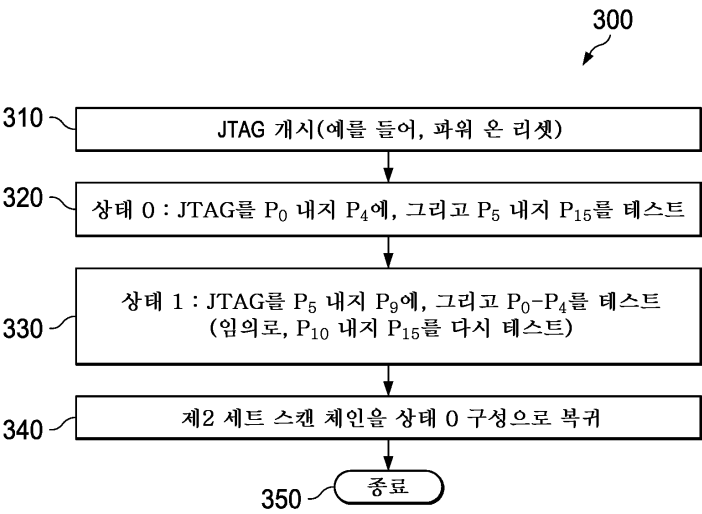 300
310
JTAG 개시(예를 들어, 파워 온 리셋)
320
상태 0 : JTAG를 P₀ 내지 P₄에, 그리고 P₅ 내지 P₁₅를 테스트
330
상태 1 : JTAG를 P₅ 내지 P₉에, 그리고 P₀-P₄를 테스트
(임의로, P₁₀ 내지 P₁₅를 다시 테스트)
340
제2 세트 스캔 체인을 상태 0 구성으로 복귀
350
종료